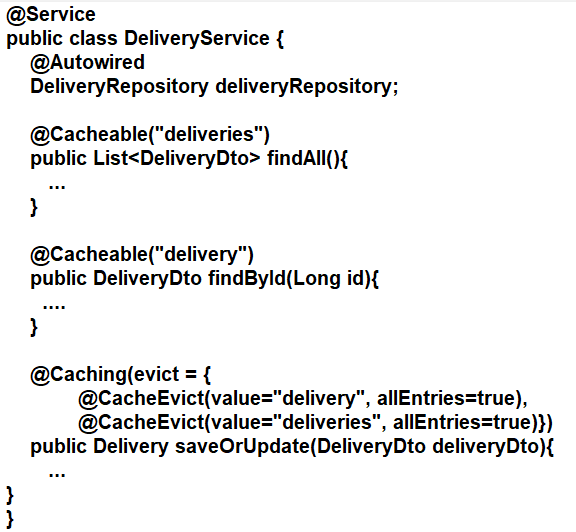 @Service
public class DeliveryService {
@Autowired
DeliveryRepository deliveryRepository;
@Cacheable("deliveries")
public List<DeliveryDto> findAll(){
...
}
@Cacheable("delivery")
public DeliveryDto findById(Long id){
....
}
@Caching(evict = {
@CacheEvict(value="delivery", allEntries=true),
@CacheEvict(value="deliveries", allEntries=true)})
public Delivery saveOrUpdate(DeliveryDto deliveryDto){
...
}
}